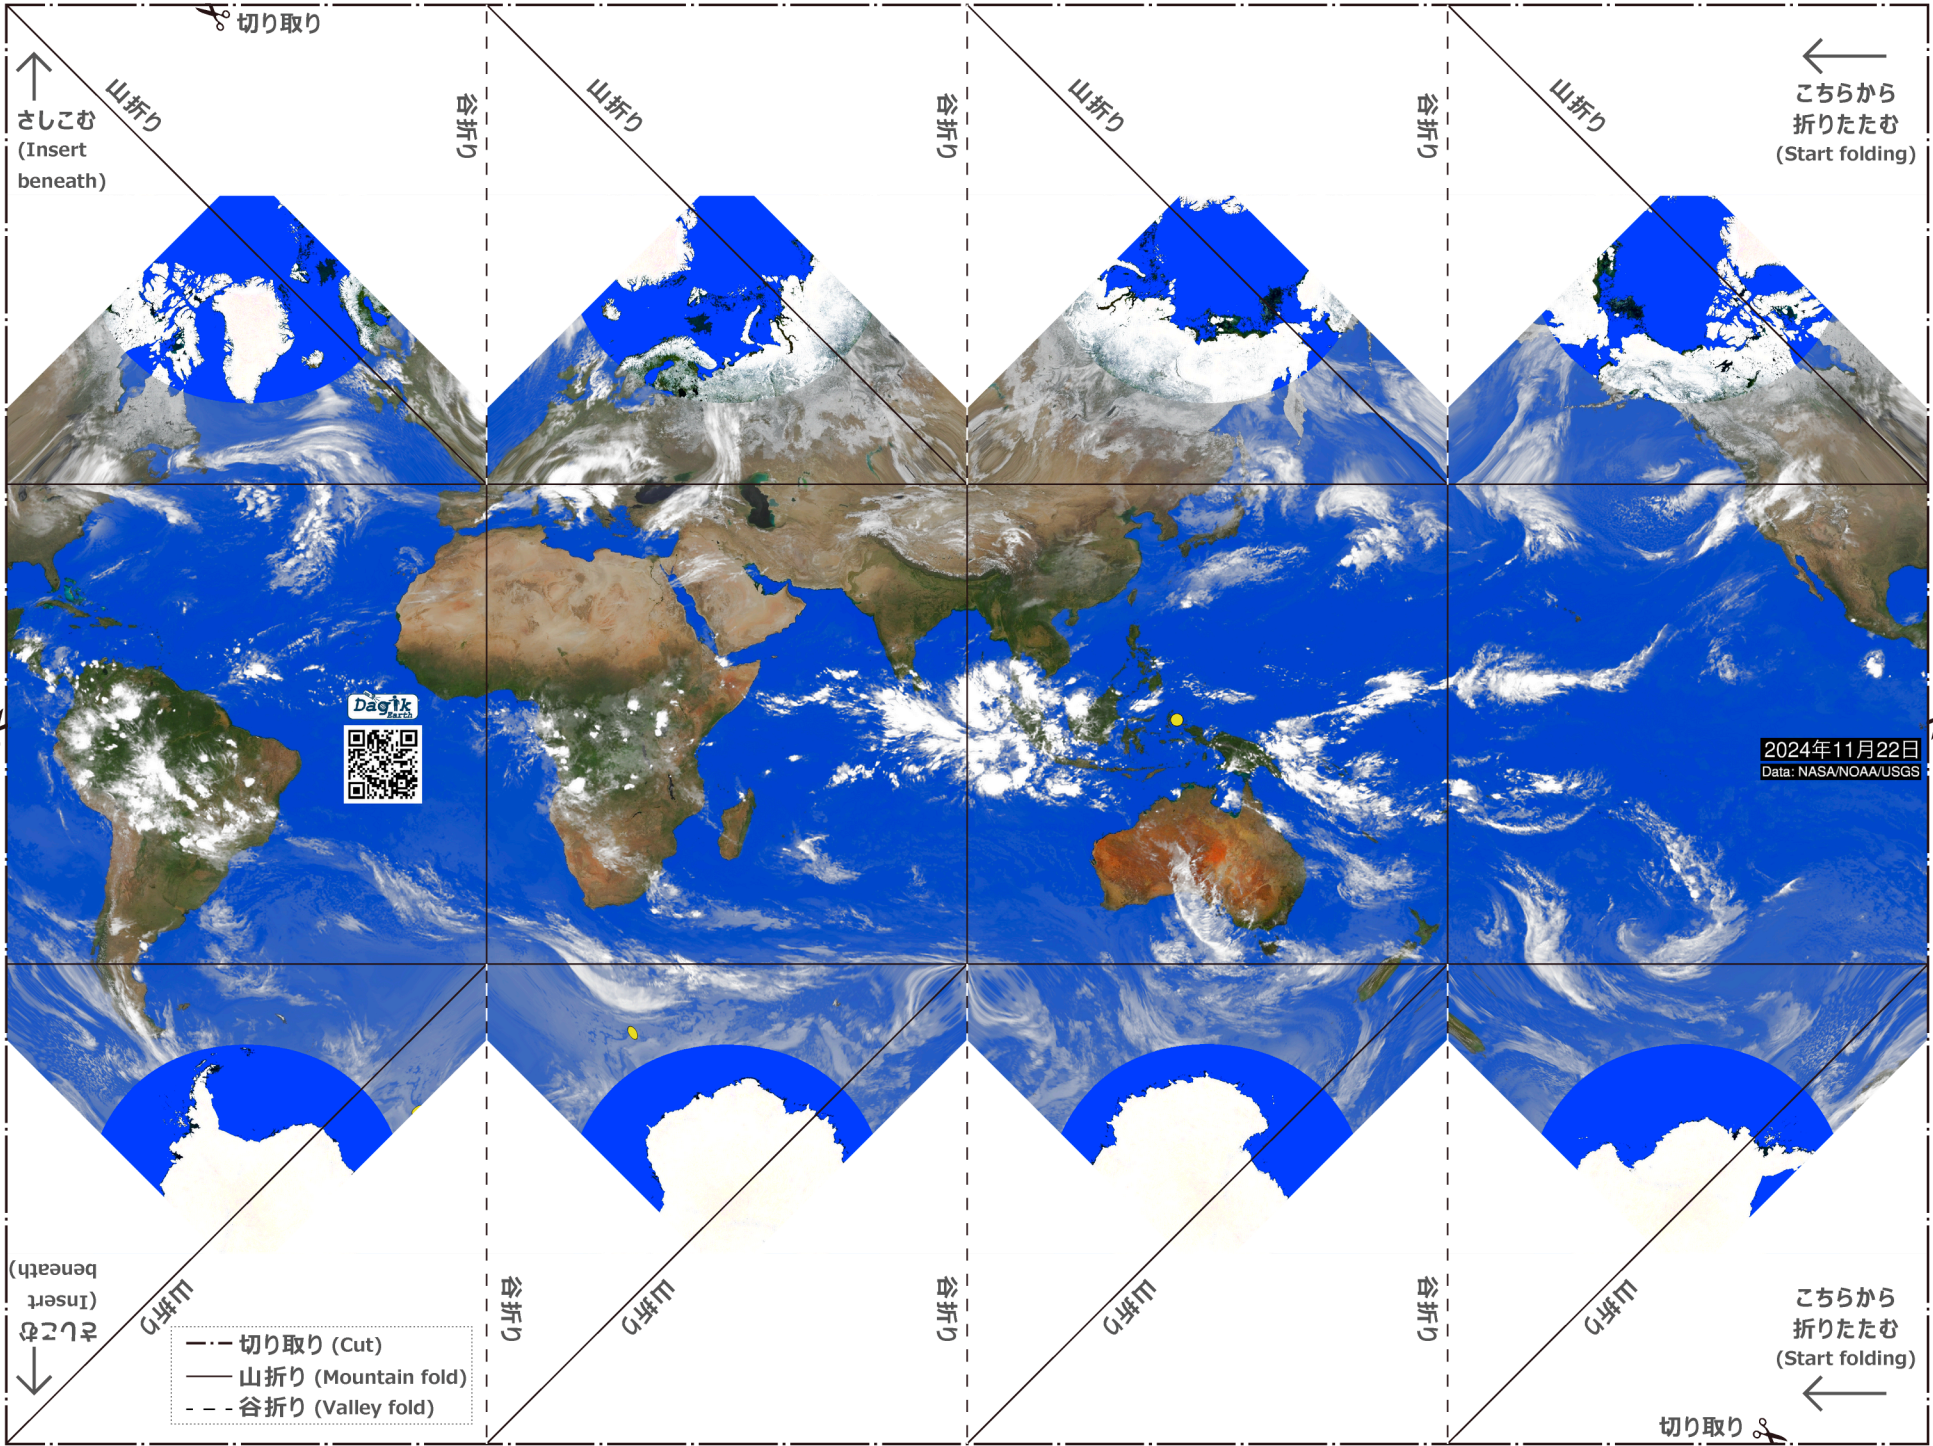 切り取り
山折り
谷折り
山折り
谷折り
山折り
谷折り
山折り
さしこむ
(Insert
beneath)
こちらから
折りたたむ
(Start folding)
Dagik
Earth
2024年11月22日
Data: NASA/NOAA/USGS
さしこむ
(Insert
beneath)
山折り
谷折り
山折り
谷折り
山折り
谷折り
山折り
こちらから
折りたたむ
(Start folding)
切り取り (Cut)
山折り (Mountain fold)
谷折り (Valley fold)
切り取り